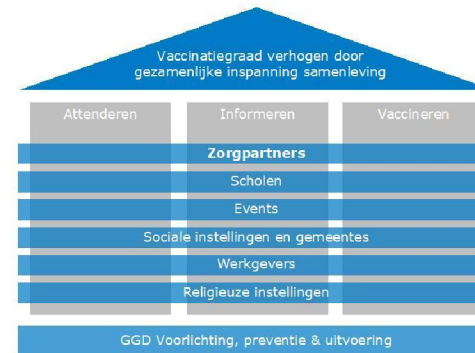 Vaccinatiegraad verhogen door
gezamenlijke inspanning samenleving
Attenderen Informeren Vaccineren
Zorgpartners
Scholen
Events
Sociale instellingen en gemeentes
Werkgevers
Religieuze instellingen
GGD Voorlichting, preventie & uitvoering